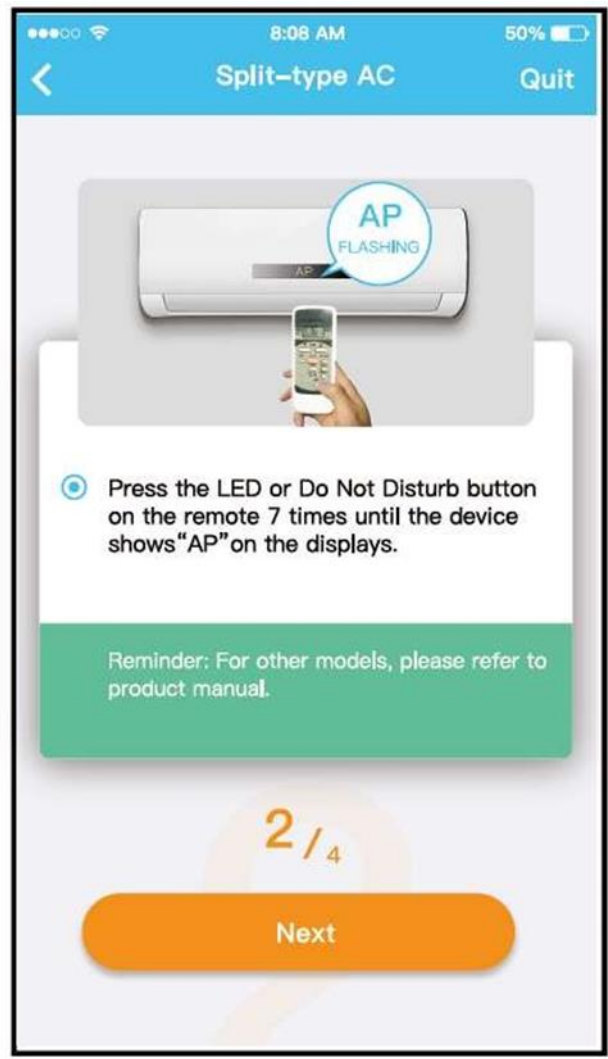 8:08 AM
50%
Split-type AC
Quit
AP
FLASHING
AP
Press the LED or Do Not Disturb button
on the remote 7 times until the device
shows“AP”on the displays.
Reminder: For other models, please refer to
product manual.
2/4
Next